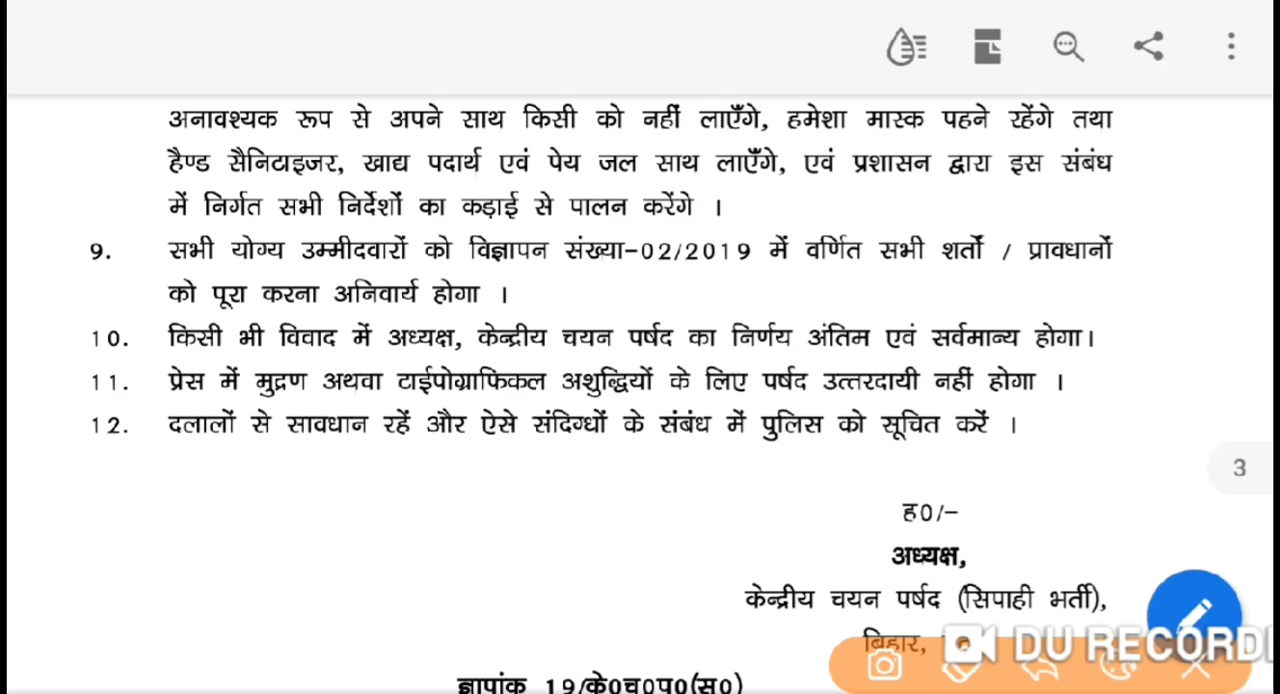 अनावश्यक रूप से अपने साथ किसी को नहीं लाएँगे, हमेशा मास्क पहने रहेंगे तथा
हैण्ड सैनिटाइजर, खाद्य पदार्थ एवं पेय जल साथ लाएँगे, एवं प्रशासन द्वारा इस संबंध
में निर्गत सभी निर्देशों का कड़ाई से पालन करेंगे ।
9. सभी योग्य उम्मीदवारों को विज्ञापन संख्या-02/2019 में वर्णित सभी शर्तों / प्रावधानों
को पूरा करना अनिवार्य होगा ।
10. किसी भी विवाद में अध्यक्ष, केन्द्रीय चयन पर्षद का निर्णय अंतिम एवं सर्वमान्य होगा।
11. प्रेस में मुद्रण अथवा टाईपोग्राफिकल अशुद्धियों के लिए पर्षद उत्तरदायी नहीं होगा ।
12. दलालों से सावधान रहें और ऐसे संदिग्धों के संबंध में पुलिस को सूचित करें ।
3
ह0/-
अध्यक्ष,
केन्द्रीय चयन पर्षद (सिपाही भर्ती),
बिहार,
DU RECORD
ज्ञापांक 19/के0च0प0(स0)